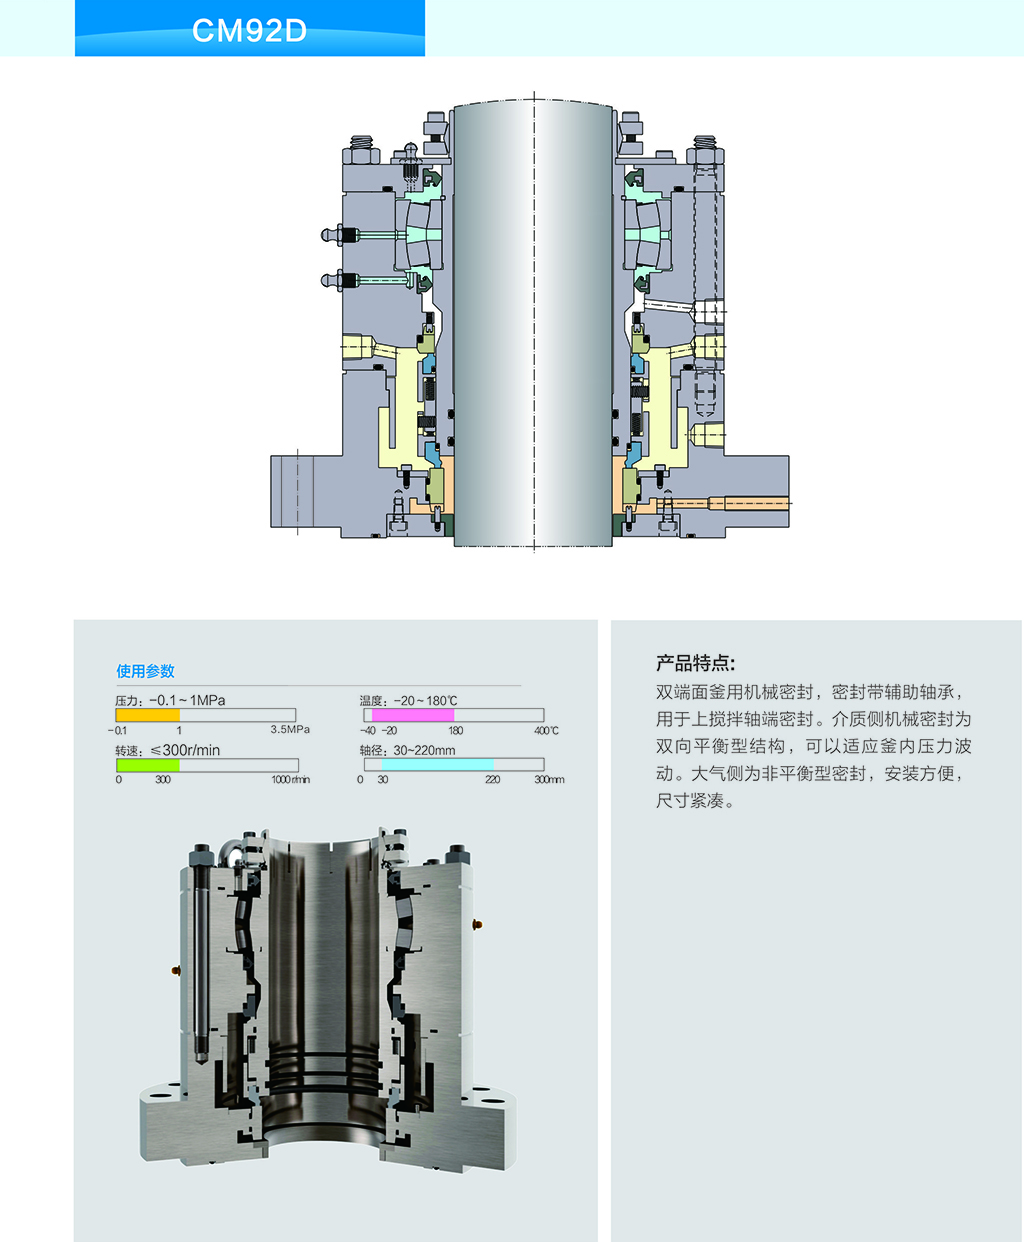 CM92D
使用参数
压力：-0.1～1MPa
-0.1 1 3.5MPa
温度：-20～180℃
-40 -20 180 400℃
转速：≤300r/min
0 300 1000r/min
轴径：30~220mm
0 30 220 300mm
产品特点:
双端面釜用机械密封，密封带辅助轴承，
用于上搅拌轴端密封。介质侧机械密封为
双向平衡型结构，可以适应釜内压力波
动。大气侧为非平衡型密封，安装方便，
尺寸紧凑。